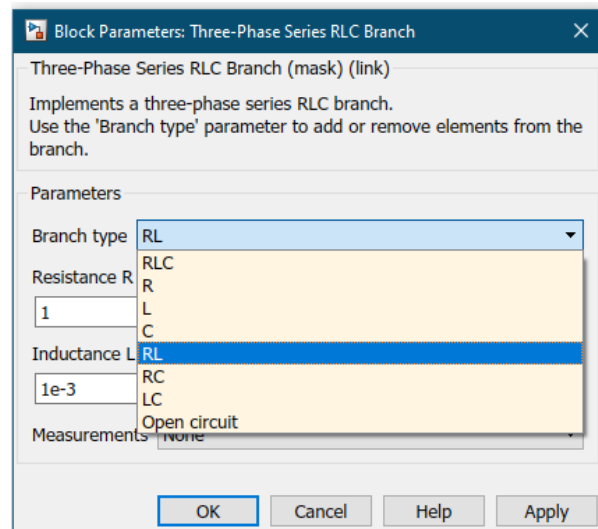 Block Parameters: Three-Phase Series RLC Branch
Three-Phase Series RLC Branch (mask) (link)
Implements a three-phase series RLC branch.
Use the 'Branch type' parameter to add or remove elements from the
branch.
Parameters
Branch type RL
RLC
Resistance R
R
1
L
C
Inductance L
RL
1e-3
RC
LC
Open circuit
Measurements None
OK Cancel Help Apply